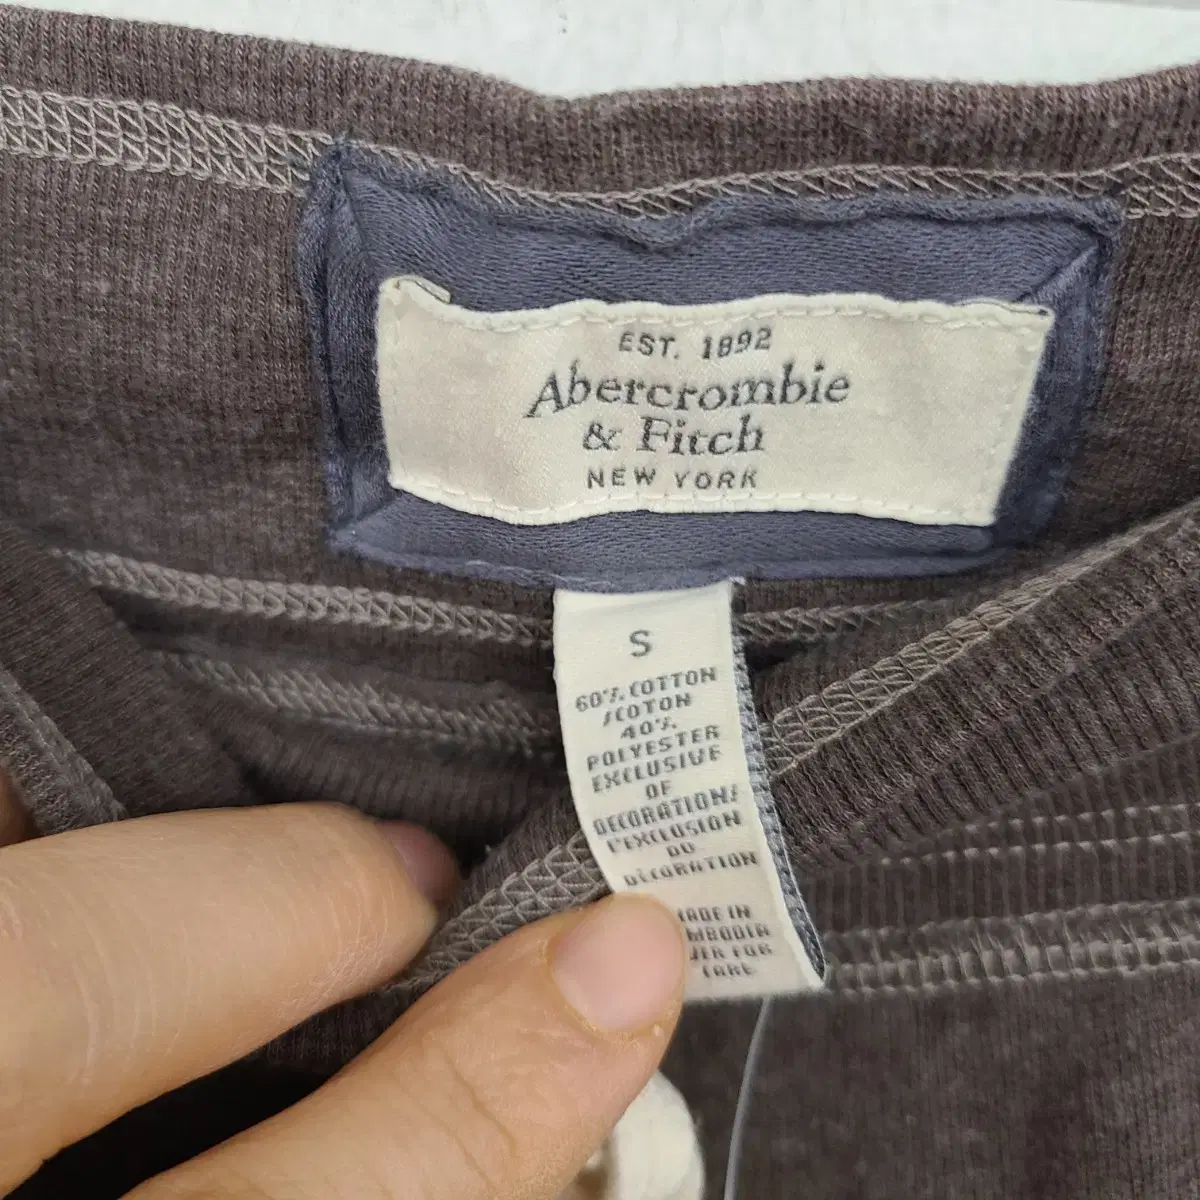 EST. 1892
Abercrombie
& Fitch
NEW YORK
S
60% COTTON
/COTON
40%
POLYESTER
EXCLUSIVE
OF
DECORATION/
L'EXCLUSION
DU
DECORATION
MADE IN